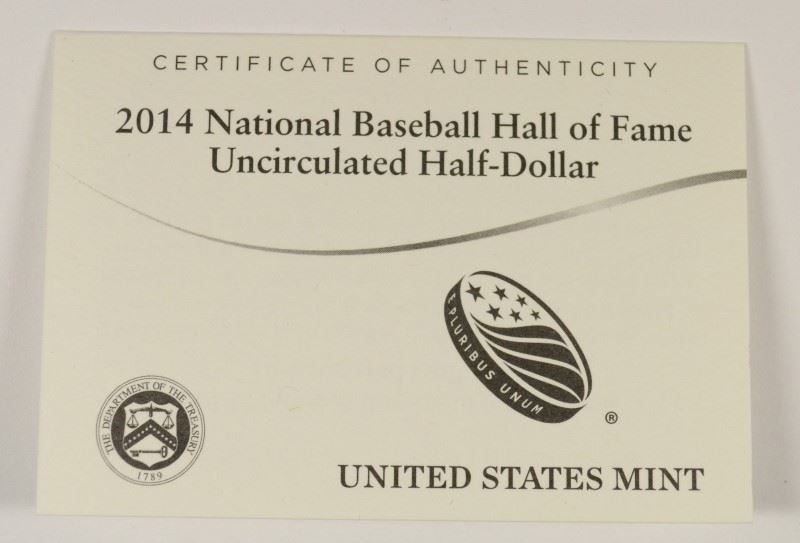 CERTIFICATE OF AUTHENTICITY
2014 National Baseball Hall of Fame
Uncirculated Half-Dollar
E PLURIBUS UNUM
®
THE DEPARTMENT OF THE TREASURY
1789
UNITED STATES MINT